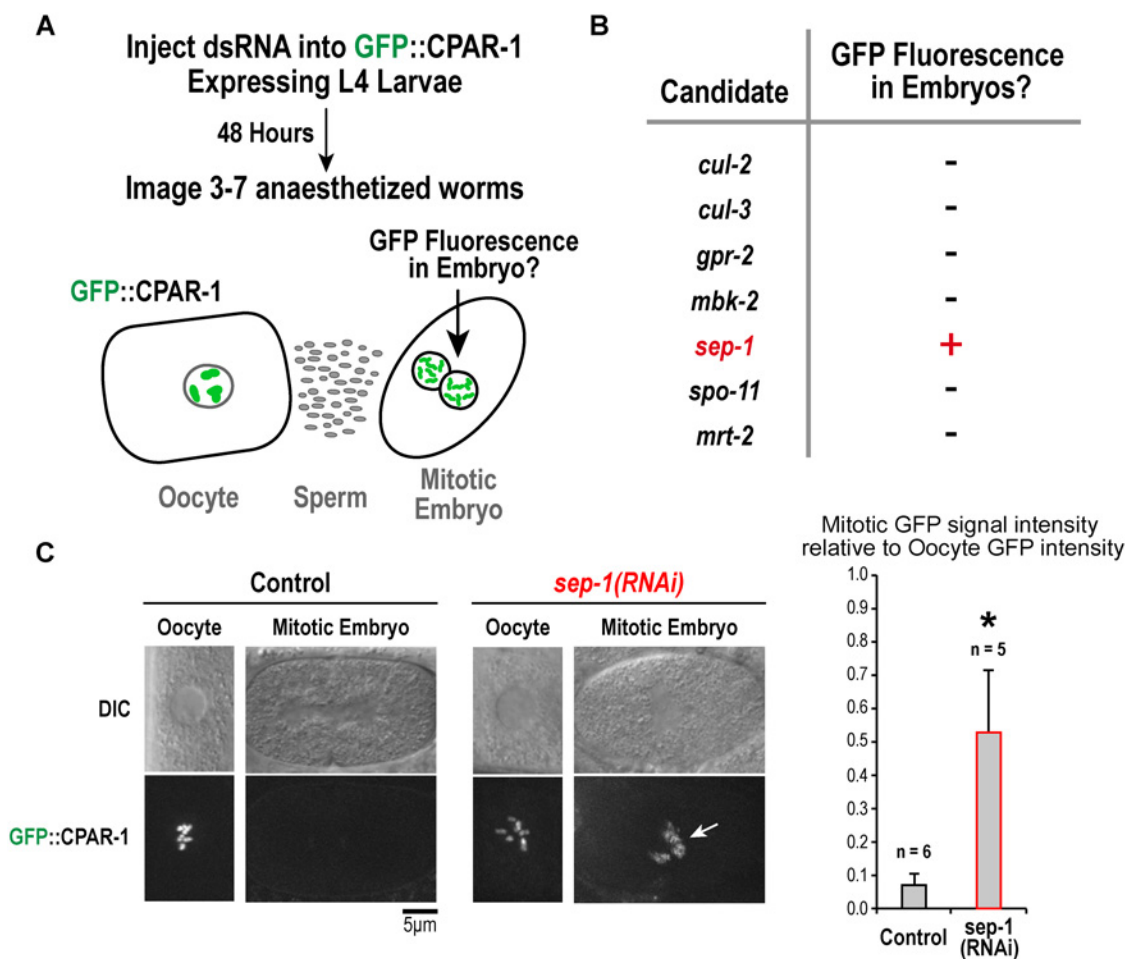 A
Inject dsRNA into GFP::CPAR-1
Expressing L4 Larvae
48 Hours
Image 3-7 anaesthetized worms
GFP Fluorescence
in Embryo?
GFP::CPAR-1
Oocyte
Sperm
Mitotic
Embryo
B
Candidate
GFP Fluorescence
in Embryos?
cul-2 -
cul-3 -
gpr-2 -
mbk-2 -
sep-1 +
spo-11 -
mrt-2 -
C
Control
sep-1(RNAi)
Oocyte
Mitotic Embryo
Oocyte
Mitotic Embryo
DIC
GFP::CPAR-1
5μm
Mitotic GFP signal intensity
relative to Oocyte GFP intensity
1.0
0.9
0.8
0.7
0.6
0.5
0.4
0.3
0.2
0.1
0.0
n = 6
*
n = 5
Control
sep-1
(RNAi)